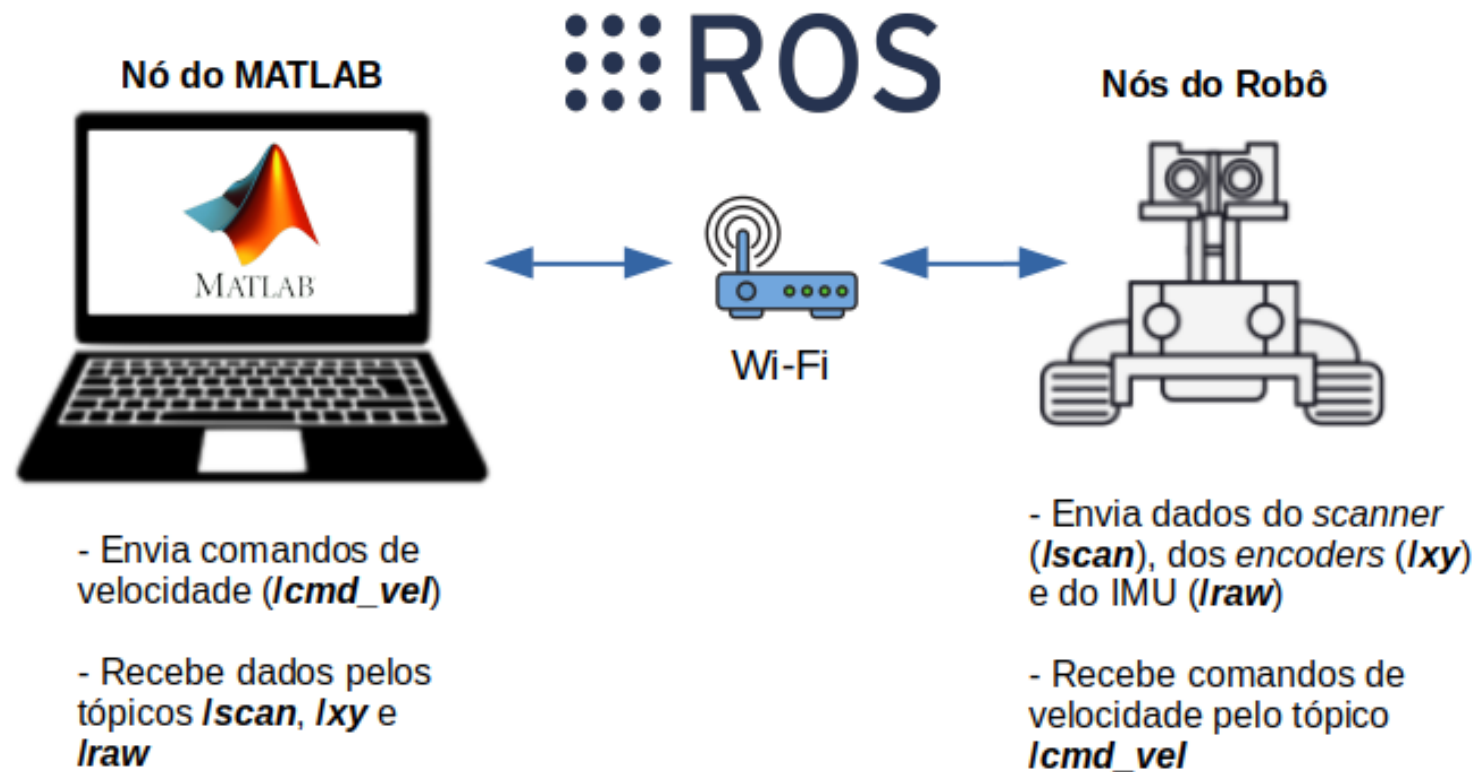 ROS
Nó do MATLAB
Nós do Robô
MATLAB
Wi-Fi
- Envia comandos de
velocidade (/cmd_vel)
- Recebe dados pelos
tópicos /scan, /xy e
/raw
- Envia dados do scanner
(/scan), dos encoders (/xy)
e do IMU (/raw)
- Recebe comandos de
velocidade pelo tópico
/cmd_vel